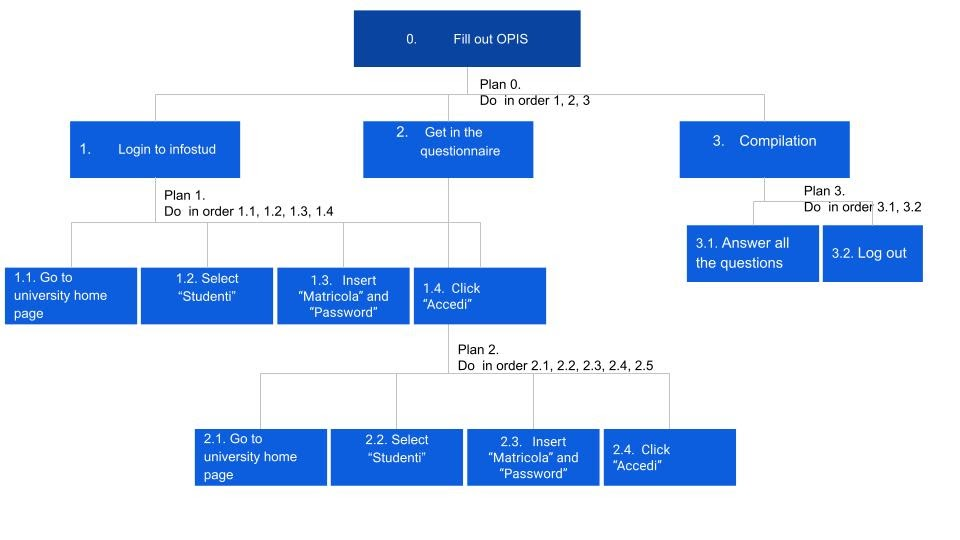 0. Fill out OPIS
Plan 0.
Do in order 1, 2, 3
1. Login to infostud
2. Get in the
questionnaire
3. Compilation
Plan 1.
Do in order 1.1, 1.2, 1.3, 1.4
Plan 3.
Do in order 3.1, 3.2
1.1. Go to
university home
page
1.2. Select
“Studenti”
1.3. Insert
“Matricola” and
“Password”
1.4. Click
“Accedi”
3.1. Answer all
the questions
3.2. Log out
Plan 2.
Do in order 2.1, 2.2, 2.3, 2.4, 2.5
2.1. Go to
university home
page
2.2. Select
“Studenti”
2.3. Insert
“Matricola” and
“Password”
2.4. Click
“Accedi”